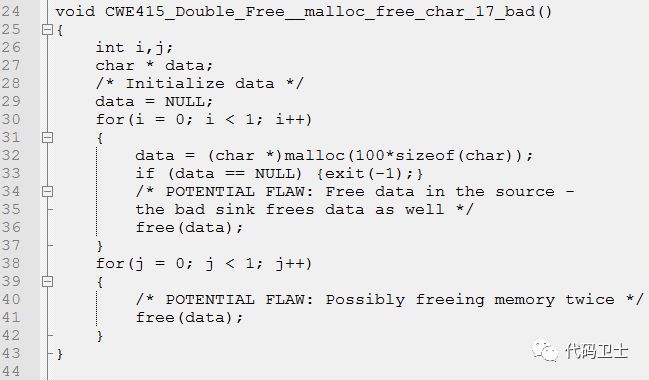 24 void CWE415_Double_Free__malloc_free_char_17_bad()
25 {
26     int i,j;
27     char * data;
28     /* Initialize data */
29     data = NULL;
30     for(i = 0; i < 1; i++)
31     {
32         data = (char *)malloc(100*sizeof(char));
33         if (data == NULL) {exit(-1);}
34         /* POTENTIAL FLAW: Free data in the source -
35         the bad sink frees data as well */
36         free(data);
37     }
38     for(j = 0; j < 1; j++)
39     {
40         /* POTENTIAL FLAW: Possibly freeing memory twice */
41         free(data);
42     }
43 }
44
代码卫士